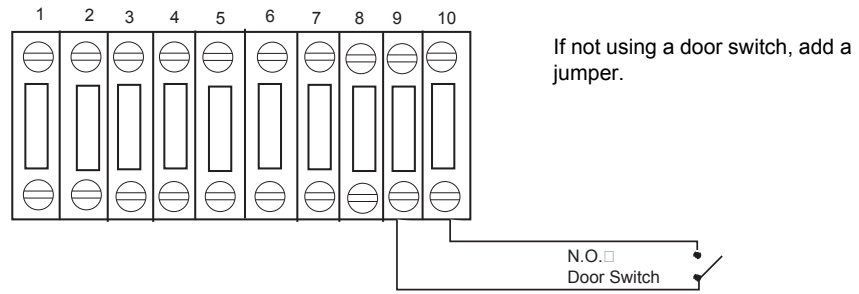 1 2 3 4 5 6 7 8 9 10
If not using a door switch, add a
jumper.
N.O.□
Door Switch